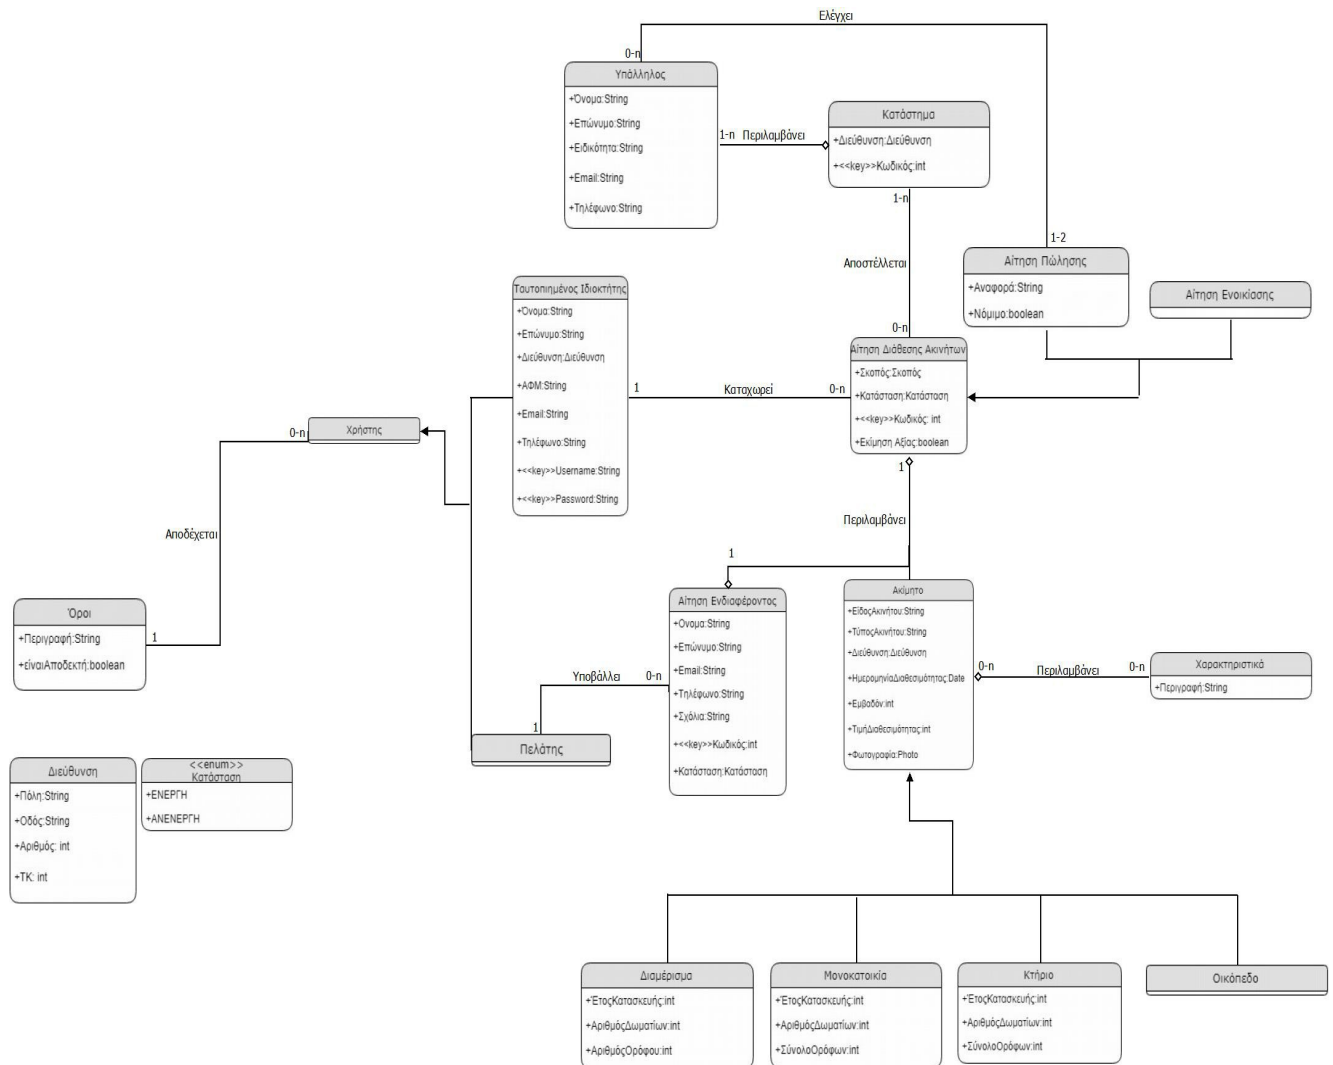 Ελέγχει
0-n
Υπάλληλος
+Όνομα:String
+Επώνυμο:String
+Ειδικότητα:String
+Email:String
+Τηλέφωνο:String
1-n Περιλαμβάνει
Κατάστημα
+Διεύθυνση:Διεύθυνση
+<<key>>Κωδικός:int
1-n
Αποστέλλεται
0-n
1-2
Αίτηση Πώλησης
+Αναφορά:String
+Νόμιμο:boolean
Αίτηση Ενοικίασης
Ταυτοπιημένος Ιδιοκτήτης
+Όνομα:String
+Επώνυμο:String
+Διεύθυνση:Διεύθυνση
+ΑΦΜ:String
+Email:String
+Τηλέφωνο:String
+<<key>>Username:String
+<<key>>Password:String
1
Καταχωρεί
0-n
Αίτηση Διάθεσης Ακινήτων
+Σκοπός:Σκοπός
+Κατάσταση:Κατάσταση
+<<key>>Κωδικός: int
+Εκίμηση Αξίας:boolean
1
Περιλαμβάνει
0-n
Χρήστης
Αποδέχεται
Όροι
+Περιγραφή:String
+είναιΑποδεκτή:boolean
1
1
Αίτηση Ενδιαφέροντος
+Ονομα:String
+Επώνυμο:String
+Email:String
+Τηλέφωνο:String
+Σχόλια:String
+<<key>>Κωδικός:int
+Κατάσταση:Κατάσταση
Υποβάλλει
0-n
1
Πελάτης
Ακίμητο
+ΕίδοςΑκινήτου:String
+ΤύποςΑκινήτου:String
+Διεύθυνση:Διεύθυνση
+ΗμερομηνίαΔιαθεσιμότητας:Date
+Εμβαδόν:int
+ΤιμήΔιαθεσιμότητας:int
+Φωτογραφία:Photo
0-n
Περιλαμβάνει
0-n
Χαρακτηριστικά
+Περιγραφή:String
Διεύθυνση
+Πόλη:String
+Οδός:String
+Αριθμός: int
+ΤΚ: int
<<enum>>
Κατάσταση
+ΕΝΕΡΓΗ
+ΑΝΕΝΕΡΓΗ
Διαμέρισμα
+ΈτοςΚατασκευής:int
+ΑριθμόςΔωματίων:int
+ΑριθμόςΟρόφου:int
Μονοκατοικία
+ΈτοςΚατασκευής:int
+ΑριθμόςΔωματίων:int
+ΣύνολοΟρόφων:int
Κτήριο
+ΈτοςΚατασκευής:int
+ΑριθμόςΔωματίων:int
+ΣύνολοΟρόφων:int
Οικόπεδο